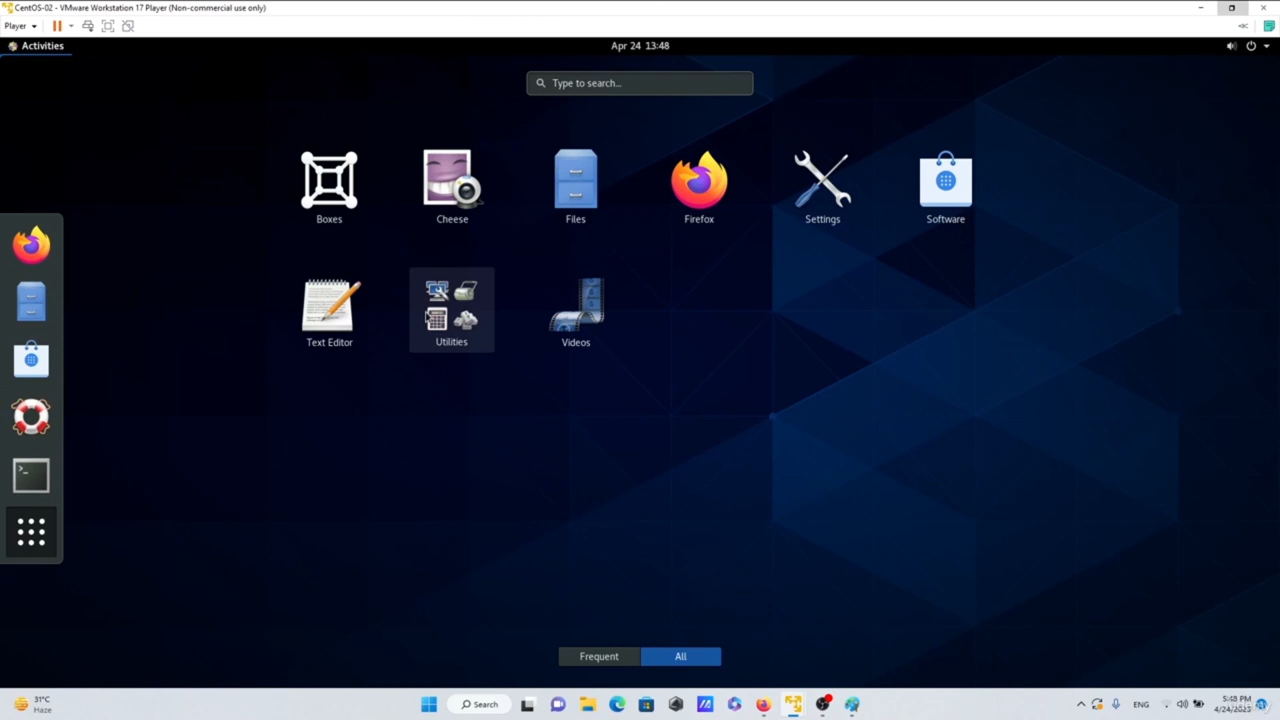 CentOS-02 - VMware Workstation 17 Player (Non-commercial use only)
Player
Activities
Apr 24 13:48
Type to search...
Boxes
Cheese
Files
Firefox
Settings
Software
Text Editor
Utilities
Videos
Frequent
All
31°C
Haze
Search
ENG
5:48 PM
4/24/2023